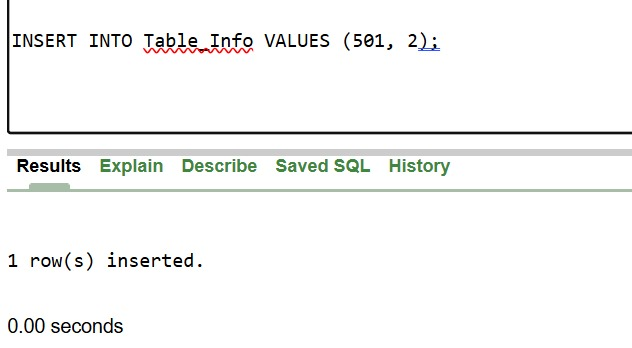 INSERT INTO Table_Info VALUES (501, 2);
Results Explain Describe Saved SQL History
1 row(s) inserted.
0.00 seconds